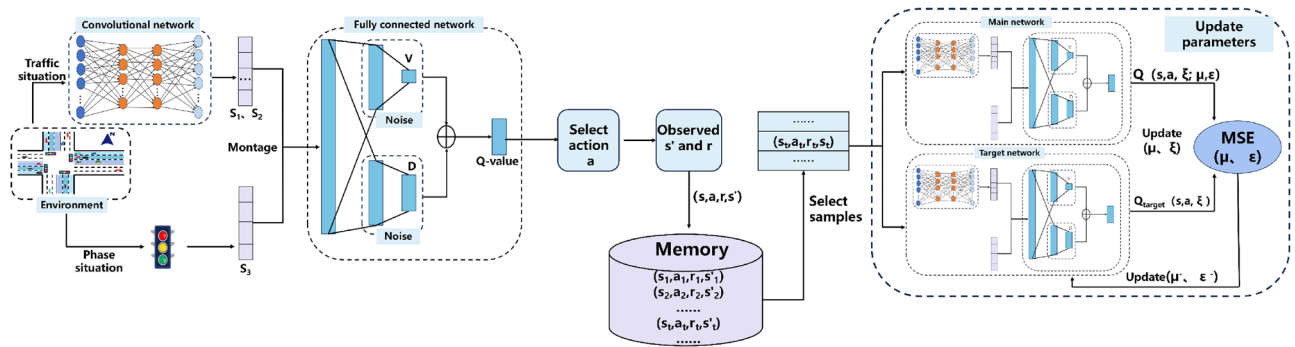 Convolutional network
Traffic
situation
S1、S2
N
Environment
Phase
situation
S3
Montage
Fully connected network
V
Noise
D
Noise
Q-value
Select
action
a
Observed
s' and r
(s,a,r,s')
Memory
(s1,a1,r1,s'1)
(s2,a2,r2,s'2)
......
(st,at,rt,s't)
......
......
(st,at,rt,st)
......
Select
samples
Main network
V
D
Target network
V
D
Update
parameters
Q (s,a, ξ; μ,ε)
Update
(μ、ξ)
MSE
(μ、ε)
Qtarget (s,a, ξ)
Update(μ-、ε-)